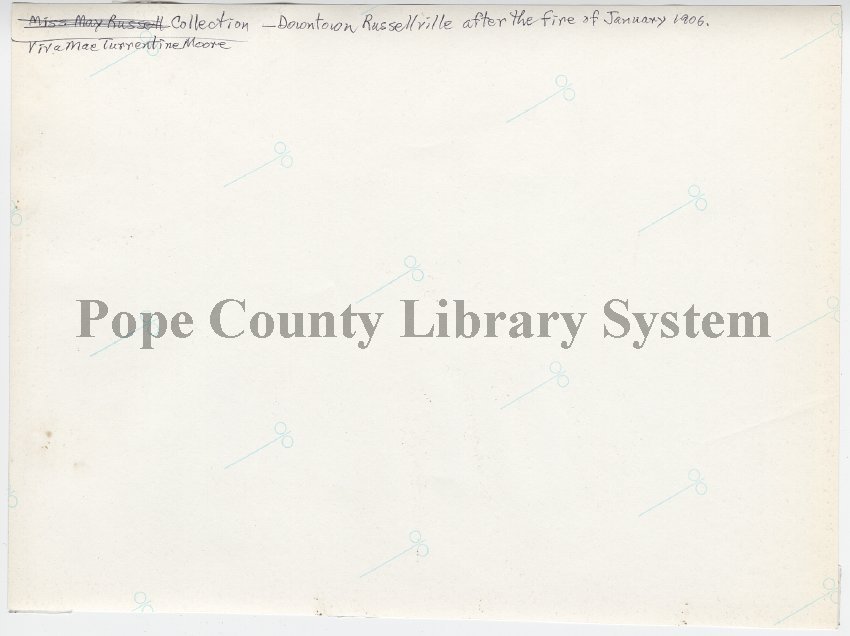 Miss May Russell Collection — Downtown Russellville after the fire of January 1906.
Viva Mae Turrentine Moore
Pope County Library System